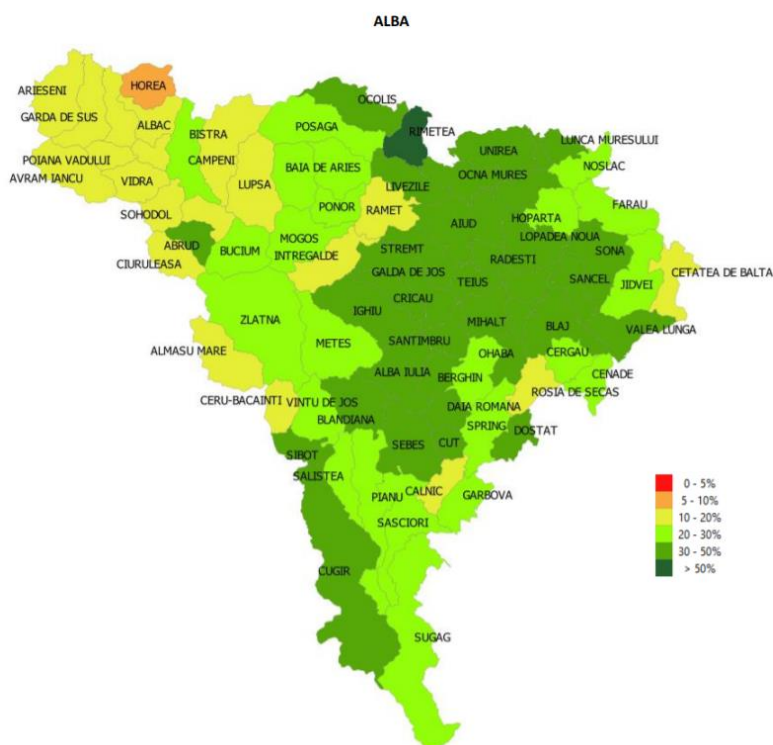 ALBA
HOREA
ARIESENI
OCOLIS
GARDA DE SUS
ALBAC
BISTRA
POSAGA
RIMETEA
LUNCA MURESULUI
UNIREA
POIANA VADULUI
CAMPENI
BAIA DE ARIES
NOSLAC
OCNA MURES
AVRAM IANCU
VIDRA
LUPSA
LIVEZILE
PONOR
RAMET
FARAU
SOHODOL
HOPARTA
AIUD
LOPADEA NOUA
ABRUD
BUCIUM
MOGOS
STREMT
SONA
INTREGALDE
RADESTI
CIURULEASA
GALDA DE JOS
TEIUS
SANCEL
CETATEA DE BALTA
JIDVEI
CRICAU
IGHIU
ZLATNA
MIHALT
BLAJ
VALEA LUNGA
METES
SANTIMBRU
ALMASU MARE
OHABA
CERGAU
ALBA IULIA
BERGHIN
CENADE
ROSIA DE SECAS
CERU-BACAINTI
VINTU DE JOS
DAIA ROMANA
BLANDIANA
SPRING
DOSTAT
SEBES
CUT
SIBOT
SALISTEA
PIANU
CALNIC
GARBOVA
SASCIORI
CUGIR
SUGAG
0 - 5%
5 - 10%
10 - 20%
20 - 30%
30 - 50%
> 50%